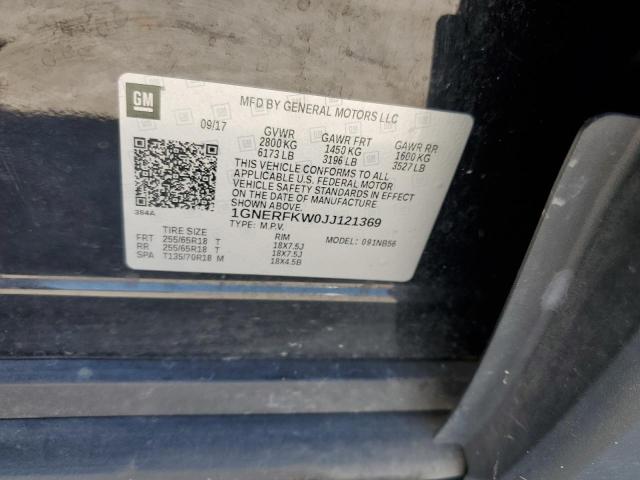 GM
MFD BY GENERAL MOTORS LLC
09/17
GVWR GAWR FRT GAWR RR
2800 KG 1450 KG 1600 KG
6173 LB 3196 LB 3527 LB
THIS VEHICLE CONFORMS TO ALL
APPLICABLE U.S. FEDERAL MOTOR
VEHICLE SAFETY STANDARDS IN EFFECT
ON THE DATE OF MANUFACTURE
SHOWN ABOVE.
394A
1GNERFKW0JJ121369
TYPE: M.P.V. MODEL: 091NB56
TIRE SIZE RIM
FRT 255/65R18 T 18X7.5J
RR 255/65R18 T 18X7.5J
SPA T135/70R18 M 18X4.5B